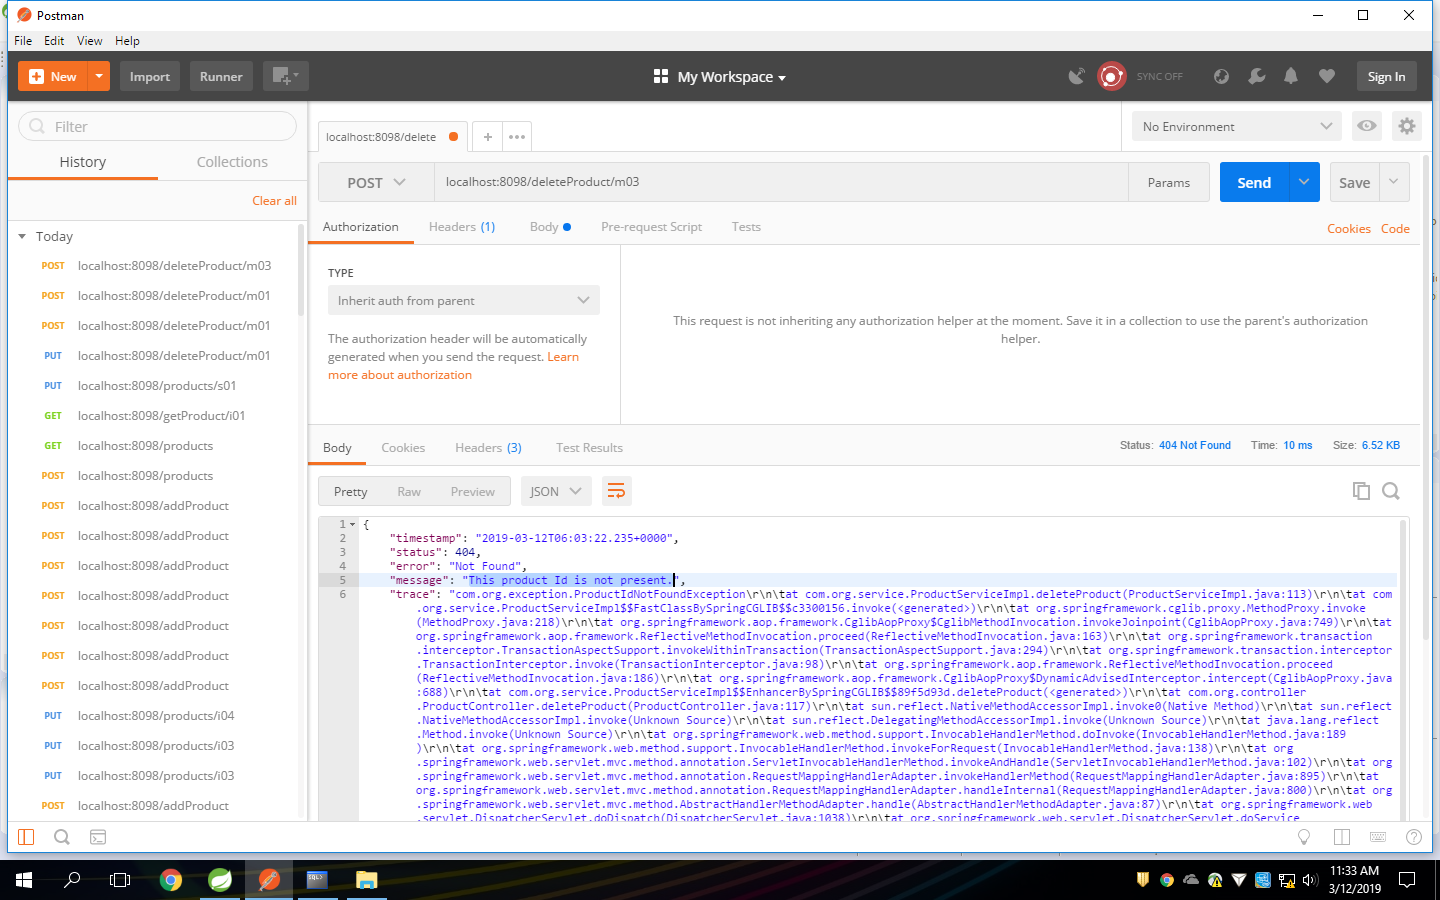 Postman
File Edit View Help
New Import Runner My Workspace SYNC OFF Sign In
Filter
History Collections
Clear all
Today
POST localhost:8098/deleteProduct/m03
POST localhost:8098/deleteProduct/m01
POST localhost:8098/deleteProduct/m01
PUT localhost:8098/deleteProduct/m01
PUT localhost:8098/products/s01
GET localhost:8098/getProduct/i01
GET localhost:8098/products
POST localhost:8098/products
POST localhost:8098/addProduct
POST localhost:8098/addProduct
POST localhost:8098/addProduct
POST localhost:8098/addProduct
POST localhost:8098/addProduct
POST localhost:8098/addProduct
POST localhost:8098/addProduct
PUT localhost:8098/products/i04
PUT localhost:8098/products/i03
PUT localhost:8098/products/i03
POST localhost:8098/addProduct
localhost:8098/delete + ••• No Environment
POST localhost:8098/deleteProduct/m03 Params Send Save
Authorization Headers (1) Body Pre-request Script Tests Cookies Code
TYPE
Inherit auth from parent
The authorization header will be automatically
generated when you send the request. Learn
more about authorization
This request is not inheriting any authorization helper at the moment. Save it in a collection to use the parent's authorization
helper.
Body Cookies Headers (3) Test Results Status: 404 Not Found Time: 10 ms Size: 6.52 KB
Pretty Raw Preview JSON
1 {
2 "timestamp": "2019-03-12T06:03:22.235+0000",
3 "status": 404,
4 "error": "Not Found",
5 "message": "This product Id is not present.",
6 "trace": "com.org.exception.ProductIdNotFoundException\r\n\tat com.org.service.ProductServiceImpl.deleteProduct(ProductServiceImpl.java:113)\r\n\tat com
.org.service.ProductServiceImpl$$FastClassBySpringCGLIB$$c3300156.invoke(<generated>)\r\n\tat org.springframework.cglib.proxy.MethodProxy.invoke
(MethodProxy.java:218)\r\n\tat org.springframework.aop.framework.CglibAopProxy$CglibMethodInvocation.invokeJoinpoint(CglibAopProxy.java:749)\r\n\tat
org.springframework.aop.framework.ReflectiveMethodInvocation.proceed(ReflectiveMethodInvocation.java:163)\r\n\tat org.springframework.transaction
.interceptor.TransactionAspectSupport.invokeWithinTransaction(TransactionAspectSupport.java:294)\r\n\tat org.springframework.transaction.interceptor
.TransactionInterceptor.invoke(TransactionInterceptor.java:98)\r\n\tat org.springframework.aop.framework.ReflectiveMethodInvocation.proceed
(ReflectiveMethodInvocation.java:186)\r\n\tat org.springframework.aop.framework.CglibAopProxy$DynamicAdvisedInterceptor.intercept(CglibAopProxy.java
:688)\r\n\tat com.org.service.ProductServiceImpl$$EnhancerBySpringCGLIB$$89f5d93d.deleteProduct(<generated>)\r\n\tat com.org.controller
.ProductController.deleteProduct(ProductController.java:117)\r\n\tat sun.reflect.NativeMethodAccessorImpl.invoke0(Native Method)\r\n\tat sun.reflect
.NativeMethodAccessorImpl.invoke(Unknown Source)\r\n\tat sun.reflect.DelegatingMethodAccessorImpl.invoke(Unknown Source)\r\n\tat java.lang.reflect
.Method.invoke(Unknown Source)\r\n\tat org.springframework.web.method.support.InvocableHandlerMethod.doInvoke(InvocableHandlerMethod.java:189
)\r\n\tat org.springframework.web.method.support.InvocableHandlerMethod.invokeForRequest(InvocableHandlerMethod.java:138)\r\n\tat org
.springframework.web.servlet.mvc.method.annotation.ServletInvocableHandlerMethod.invokeAndHandle(ServletInvocableHandlerMethod.java:102)\r\n\tat org
.springframework.web.servlet.mvc.method.annotation.RequestMappingHandlerAdapter.invokeHandlerMethod(RequestMappingHandlerAdapter.java:895)\r\n\tat
org.springframework.web.servlet.mvc.method.annotation.RequestMappingHandlerAdapter.handleInternal(RequestMappingHandlerAdapter.java:800)\r\n\tat org
.springframework.web.servlet.mvc.method.AbstractHandlerMethodAdapter.handle(AbstractHandlerMethodAdapter.java:87)\r\n\tat org.springframework.web
.servlet.DispatcherServlet.doDispatch(DispatcherServlet.java:1038)\r\n\tat org.springframework.web.servlet.DispatcherServlet.doService
11:33 AM
3/12/2019